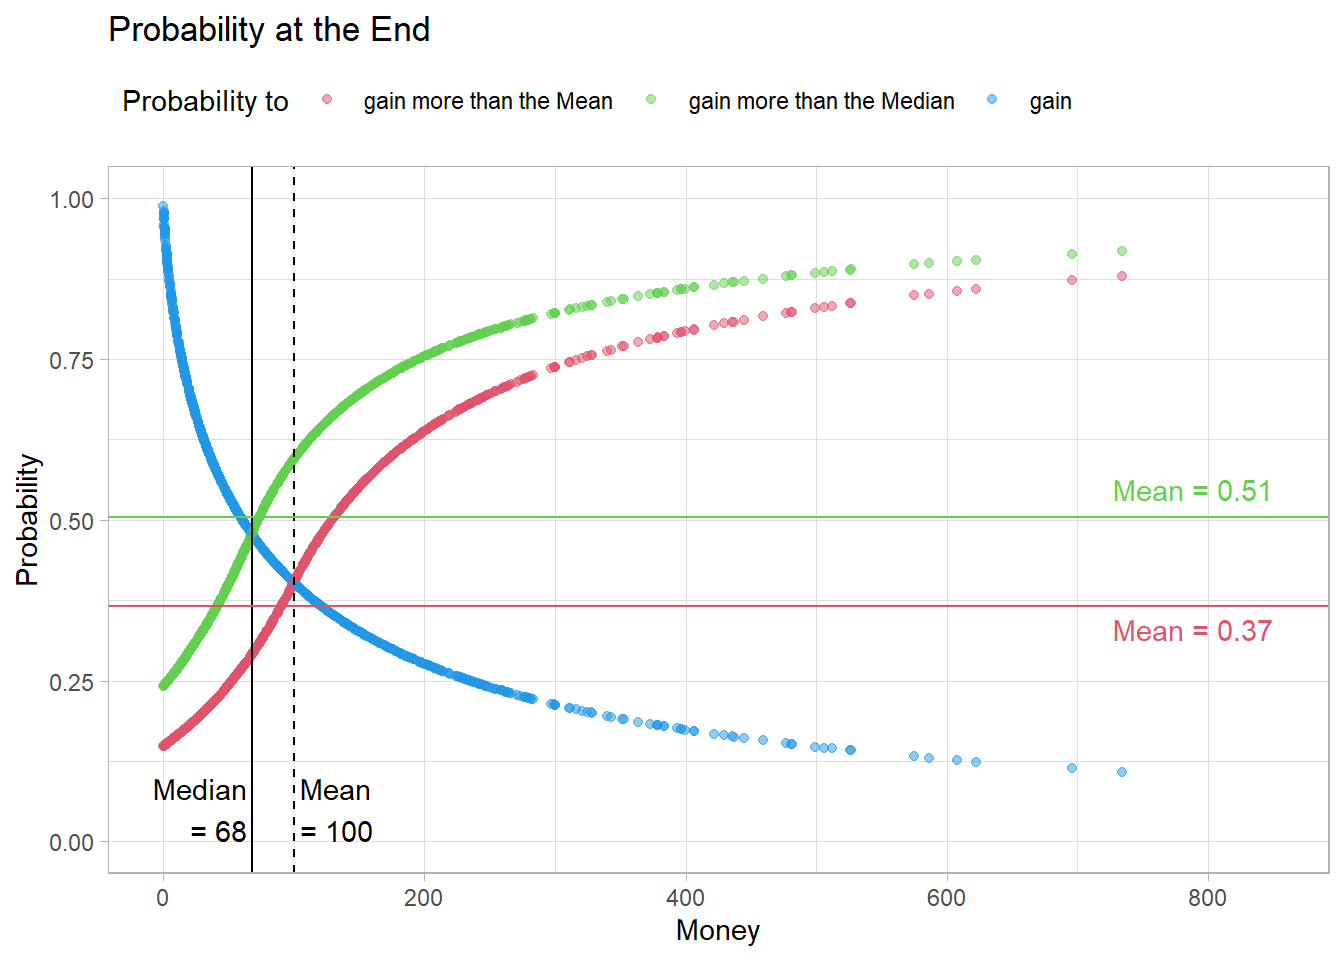 Probability at the End
Probability to gain more than the Mean gain more than the Median gain
1.00
0.75
0.50
0.25
0.00
Probability
Mean = 0.51
Mean = 0.37
Median
= 68
Mean
= 100
0 200 400 600 800
Money